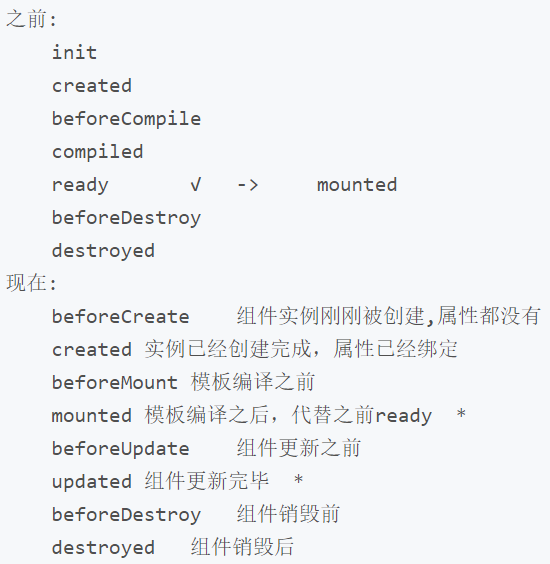 之前:
init
created
beforeCompile
compiled
ready √ -> mounted
beforeDestroy
destroyed
现在:
beforeCreate 组件实例刚刚被创建,属性都没有
created 实例已经创建完成，属性已经绑定
beforeMount 模板编译之前
mounted 模板编译之后，代替之前ready *
beforeUpdate 组件更新之前
updated 组件更新完毕 *
beforeDestroy 组件销毁前
destroyed 组件销毁后